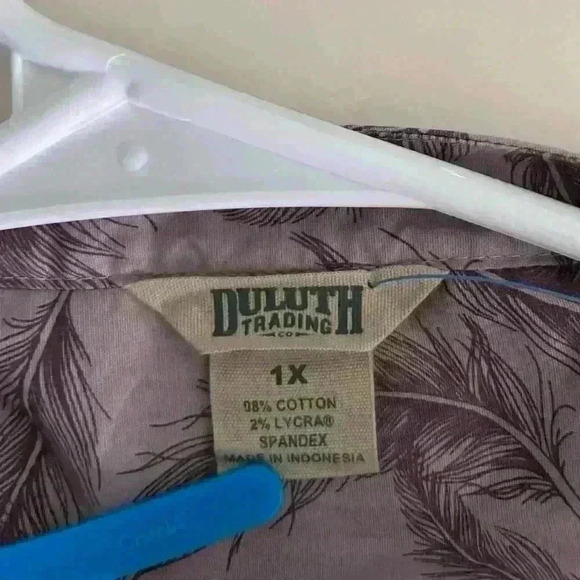 DULUTH
TRADING
CO
1X
98% COTTON
2% LYCRA®
SPANDEX
MADE IN INDONESIA